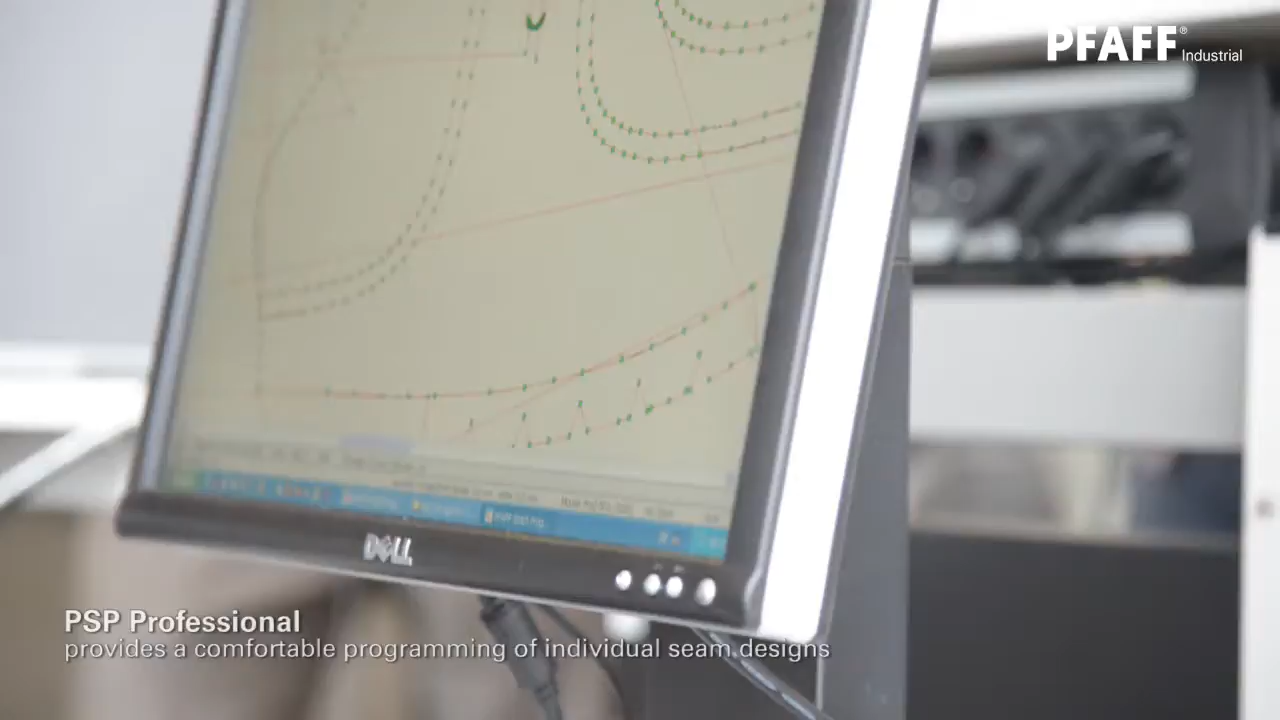 PFAFF®
Industrial
DELL
PSP Professional
provides a comfortable programming of individual seam designs